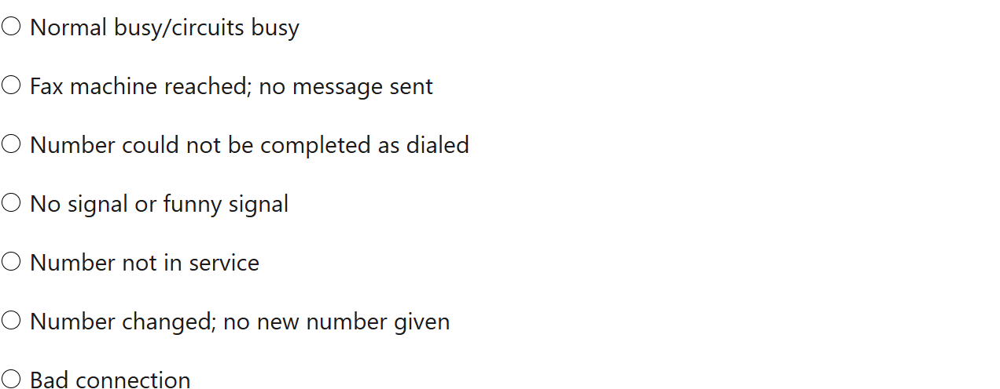 Normal busy/circuits busy
Fax machine reached; no message sent
Number could not be completed as dialed
No signal or funny signal
Number not in service
Number changed; no new number given
Bad connection